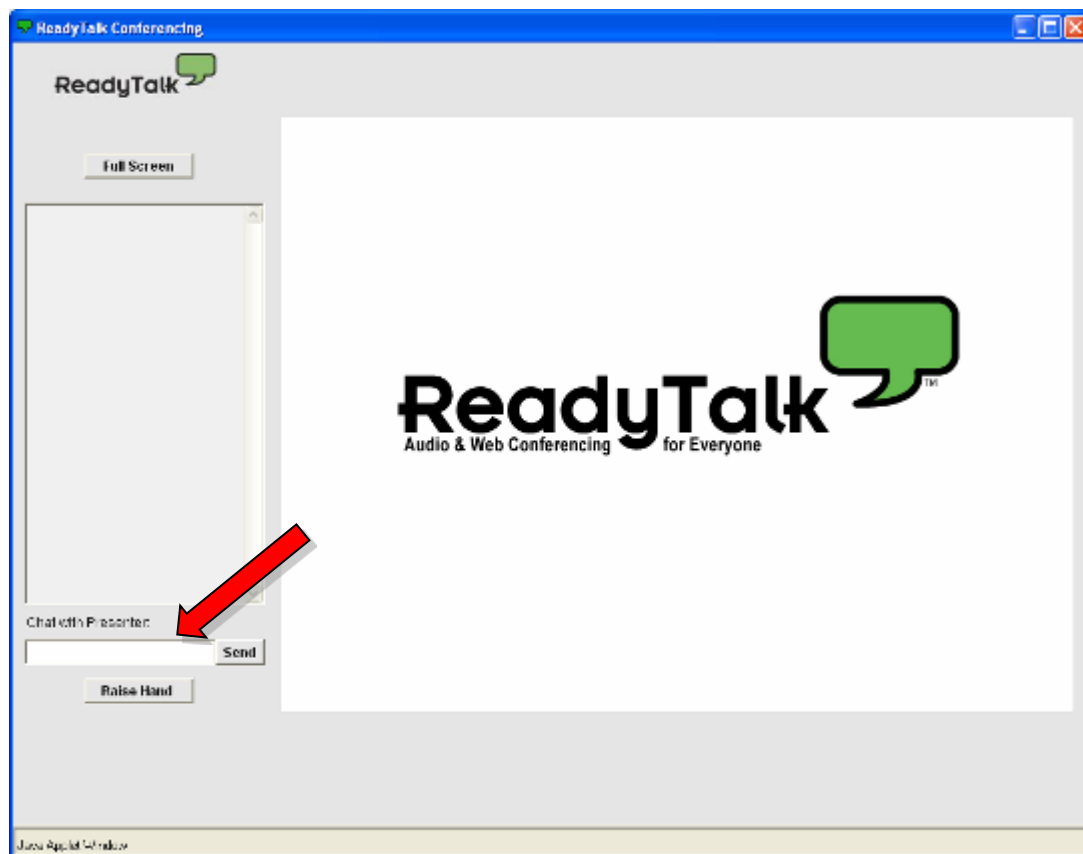 ReadyTalk Conferencing
ReadyTalk
Full Screen
ReadyTalk
TM
Audio & Web Conferencing for Everyone
Chat with Presenter:
Send
Raise Hand
Java Applet Window